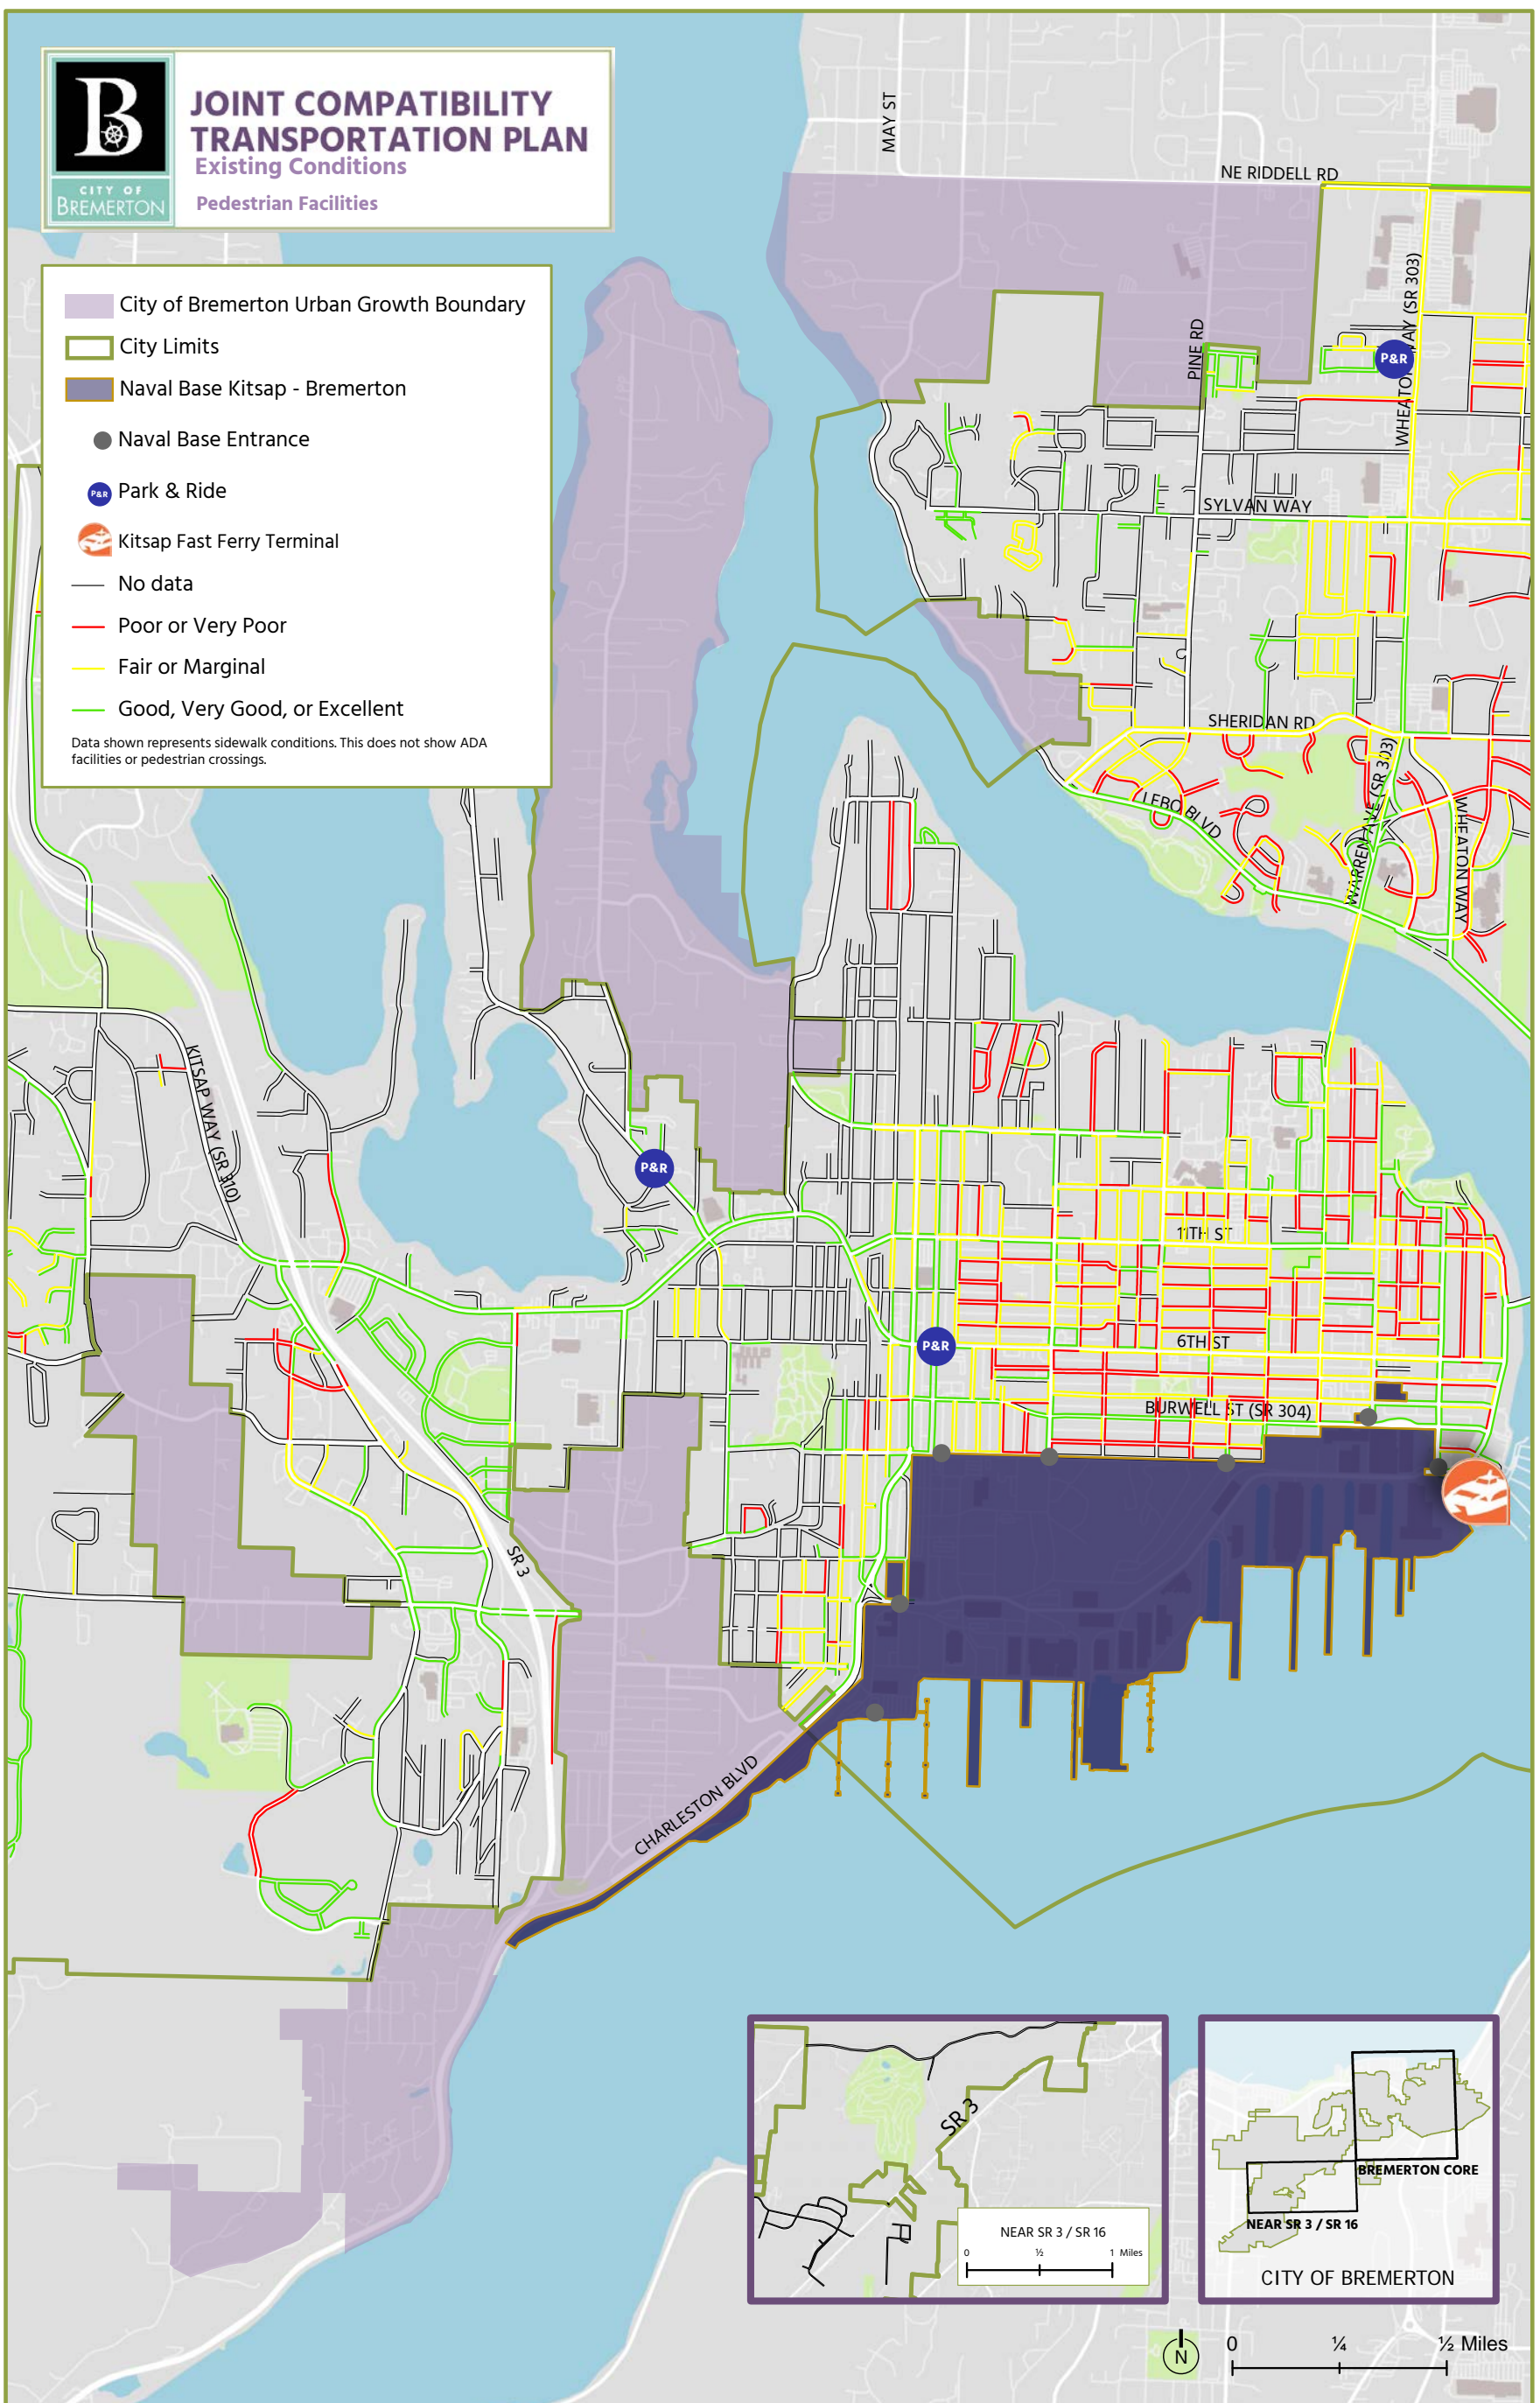 B
CITY OF
BREMERTON
JOINT COMPATIBILITY
TRANSPORTATION PLAN
Existing Conditions
Pedestrian Facilities
City of Bremerton Urban Growth Boundary
City Limits
Naval Base Kitsap - Bremerton
Naval Base Entrance
P&R Park & Ride
Kitsap Fast Ferry Terminal
No data
Poor or Very Poor
Fair or Marginal
Good, Very Good, or Excellent
Data shown represents sidewalk conditions. This does not show ADA
facilities or pedestrian crossings.
MAY ST
NE RIDDELL RD
PINE RD
WHEATON WAY (SR 303)
P&R
SYLVAN WAY
SHERIDAN RD
LEBO BLVD
WARREN AVE (SR 303)
WHEATON WAY
KITSAP WAY (SR 310)
P&R
11TH ST
P&R
6TH ST
BURWELL ST (SR 304)
SR 3
CHARLESTON BLVD
SR 3
NEAR SR 3 / SR 16
0 ½ 1 Miles
BREMERTON CORE
NEAR SR 3 / SR 16
CITY OF BREMERTON
N
0 ¼ ½ Miles